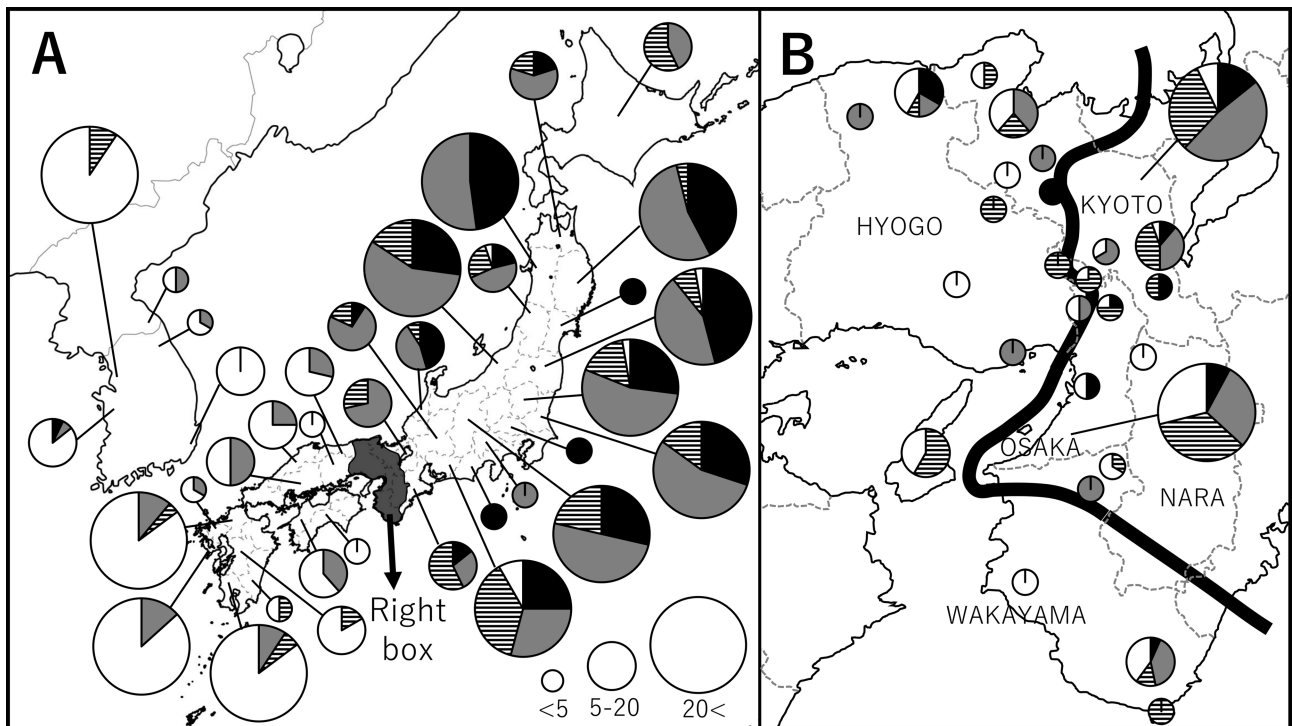 A
Right
box
<5
5-20
20<
B
KYOTO
HYOGO
OSAKA
NARA
WAKAYAMA